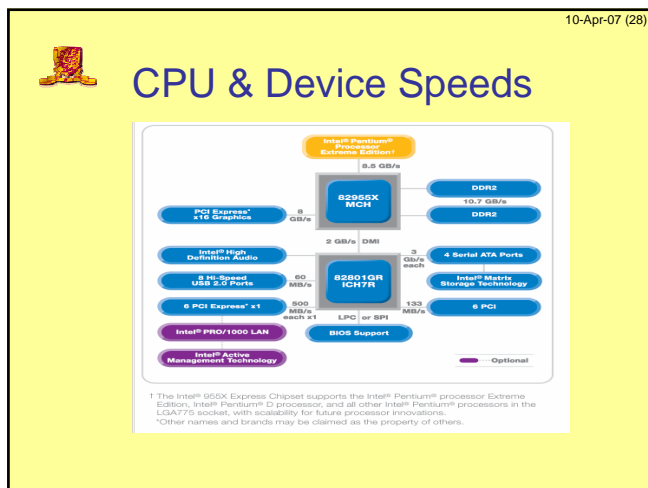 10-Apr-07 (28)
CPU & Device Speeds
Intel® Pentium®
Processor
Extreme Edition†
8.5 GB/s
82955X
MCH
DDR2
10.7 GB/s
DDR2
PCI Express*
x16 Graphics
8
GB/s
2 GB/s DMI
Intel® High
Definition Audio
3
Gb/s
each
4 Serial ATA Ports
8 Hi-Speed
USB 2.0 Ports
60
MB/s
82801GR
ICH7R
Intel® Matrix
Storage Technology
6 PCI Express* x1
500
MB/s
each x1
LPC or SPI
133
MB/s
6 PCI
Intel® PRO/1000 LAN
BIOS Support
Intel® Active
Management Technology
Optional
† The Intel® 955X Express Chipset supports the Intel® Pentium® processor Extreme
Edition, Intel® Pentium® D processor, and all other Intel® Pentium® processors in the
LGA775 socket, with scalability for future processor innovations.
*Other names and brands may be claimed as the property of others.